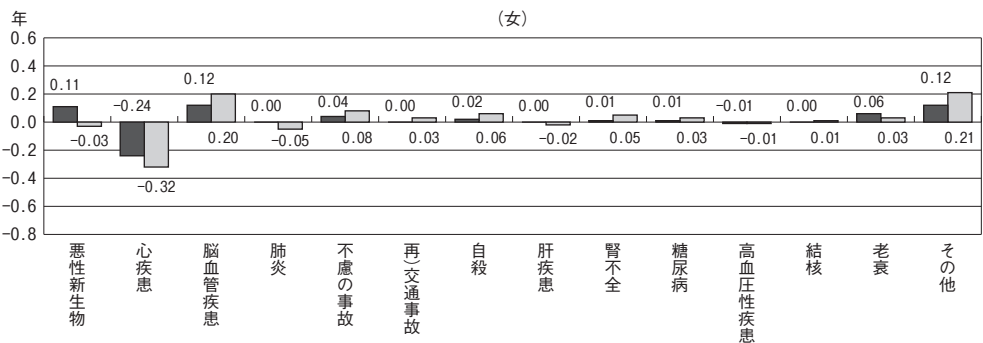 年
(女)
0.6
0.4
0.2
0.0
-0.2
-0.4
-0.6
-0.8
0.11
-0.24
0.12
0.00
0.04
0.00
0.02
0.00
0.01
0.01
-0.01
0.00
0.06
0.12
-0.03
-0.32
0.20
-0.05
0.08
0.03
0.06
-0.02
0.05
0.03
-0.01
0.01
0.03
0.21
悪性新生物
心疾患
脳血管疾患
肺炎
不慮の事故
再)交通事故
自殺
肝疾患
腎不全
糖尿病
高血圧性疾患
結核
老衰
その他